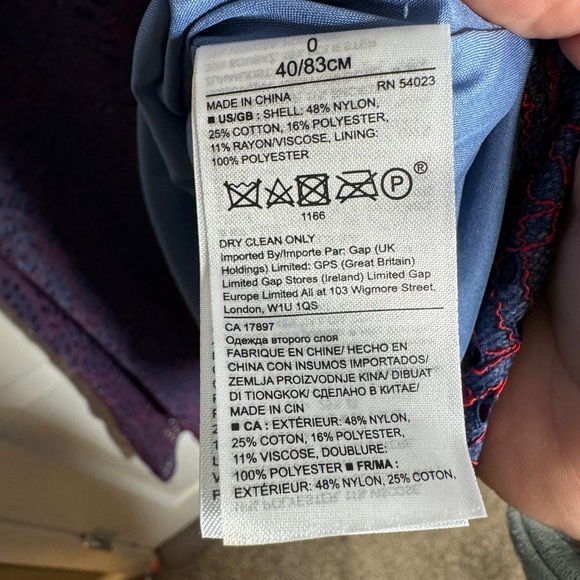 0
40/83CM
RN 54023
MADE IN CHINA
■ US/GB : SHELL: 48% NYLON,
25% COTTON, 16% POLYESTER,
11% RAYON/VISCOSE, LINING:
100% POLYESTER
P ®
1166
DRY CLEAN ONLY
Imported By/Importe Par: Gap (UK
Holdings) Limited: GPS (Great Britain)
Limited Gap Stores (Ireland) Limited Gap
Europe Limited All at 103 Wigmore Street,
London, W1U 1QS
CA 17897
Одежда второго слоя
FABRIQUE EN CHINE/ HECHO EN
CHINA CON INSUMOS IMPORTADOS/
ZEMLJA PROIZVODNJE KINA/ DIBUAT
DI TIONGKOK/ СДЕЛАНО В КИТАЕ/
MADE IN CIN
■ CA : EXTÉRIEUR: 48% NYLON,
25% COTTON, 16% POLYESTER,
11% VISCOSE, DOUBLURE:
100% POLYESTER ■ FR/MA :
EXTÉRIEUR: 48% NYLON, 25% COTON,